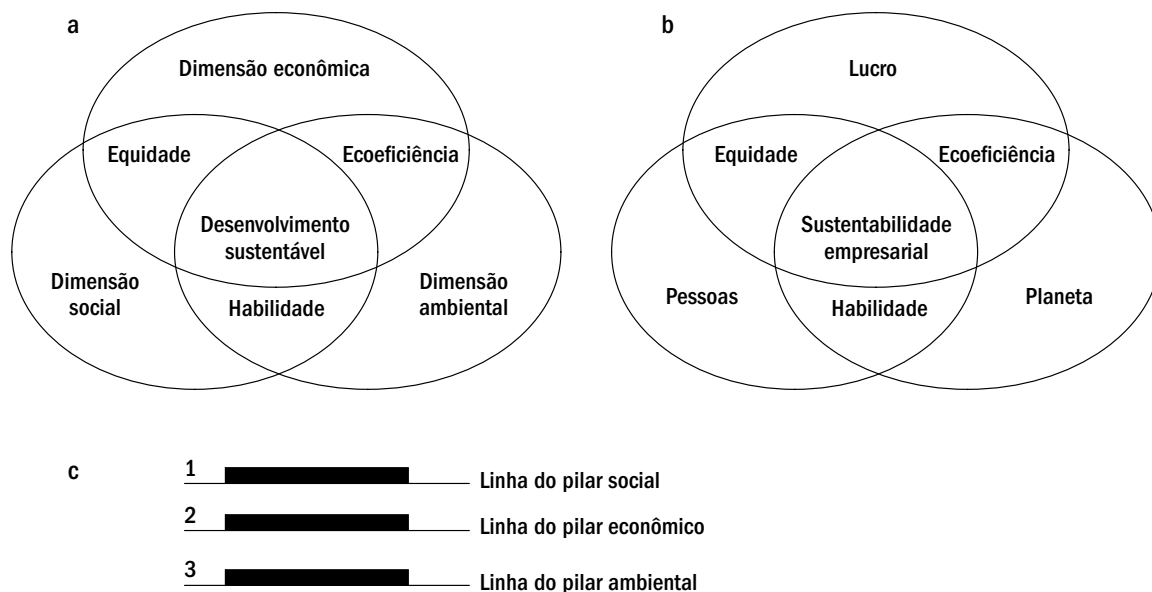 a
Dimensão econômica
Equidade
Ecoeficiência
Desenvolvimento
sustentável
Dimensão
social
Habilidade
Dimensão
ambiental
b
Lucro
Equidade
Ecoeficiência
Sustentabilidade
empresarial
Pessoas
Habilidade
Planeta
c
1
Linha do pilar social
2
Linha do pilar econômico
3
Linha do pilar ambiental